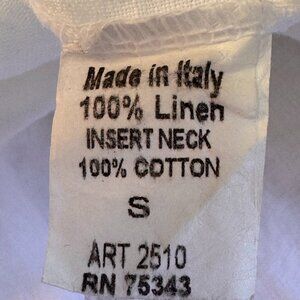 Made in Italy
100% Linen
INSERT NECK
100% COTTON
S
ART 2510
RN 75343